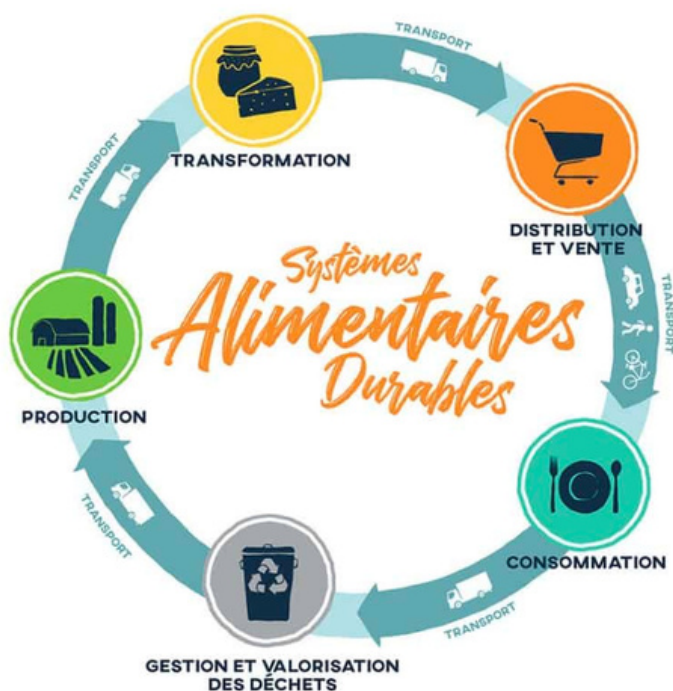 TRANSPORT
TRANSFORMATION
TRANSPORT
DISTRIBUTION
ET VENTE
TRANSPORT
Systèmes
Alimentaires
Durables
PRODUCTION
CONSOMMATION
TRANSPORT
TRANSPORT
GESTION ET VALORISATION
DES DÉCHETS